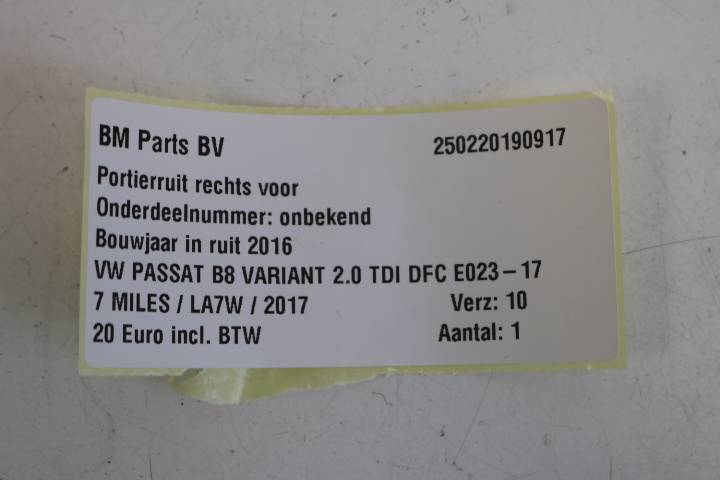 BM Parts BV 250220190917
Portierruit rechts voor
Onderdeelnummer: onbekend
Bouwjaar in ruit 2016
VW PASSAT B8 VARIANT 2.0 TDI DFC E023-17
7 MILES / LA7W / 2017 Verz: 10
20 Euro incl. BTW Aantal: 1